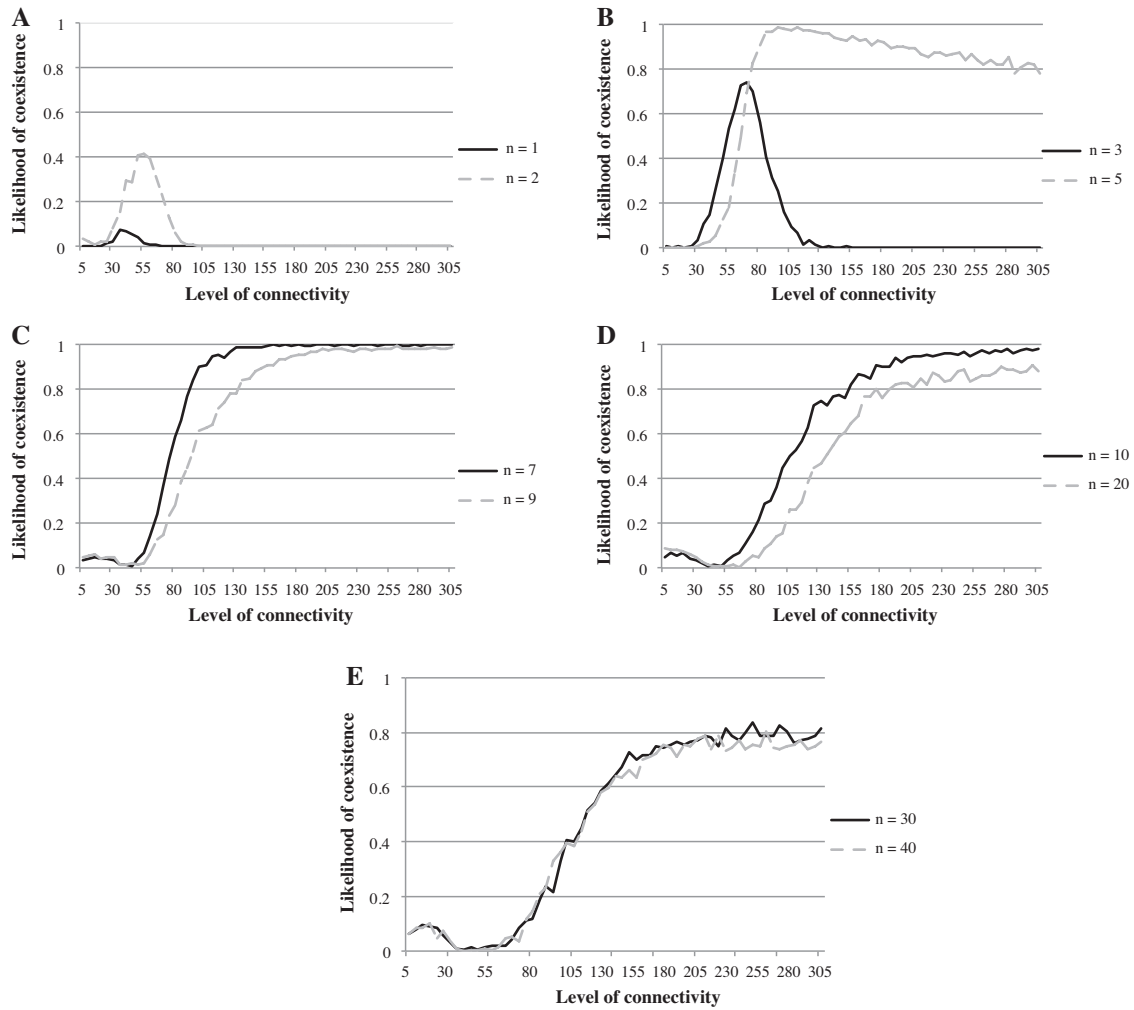 A
Likelihood of coexistence
1
0.8
0.6
0.4
0.2
0
5 30 55 80 105 130 155 180 205 230 255 280 305
Level of connectivity
n = 1
n = 2
B
Likelihood of coexistence
1
0.8
0.6
0.4
0.2
0
5 30 55 80 105 130 155 180 205 230 255 280 305
Level of connectivity
n = 3
n = 5
C
Likelihood of coexistence
1
0.8
0.6
0.4
0.2
0
5 30 55 80 105 130 155 180 205 230 255 280 305
Level of connectivity
n = 7
n = 9
D
Likelihood of coexistence
1
0.8
0.6
0.4
0.2
0
5 30 55 80 105 130 155 180 205 230 255 280 305
Level of connectivity
n = 10
n = 20
E
Likelihood of coexistence
1
0.8
0.6
0.4
0.2
0
5 30 55 80 105 130 155 180 205 230 255 280 305
Level of connectivity
n = 30
n = 40